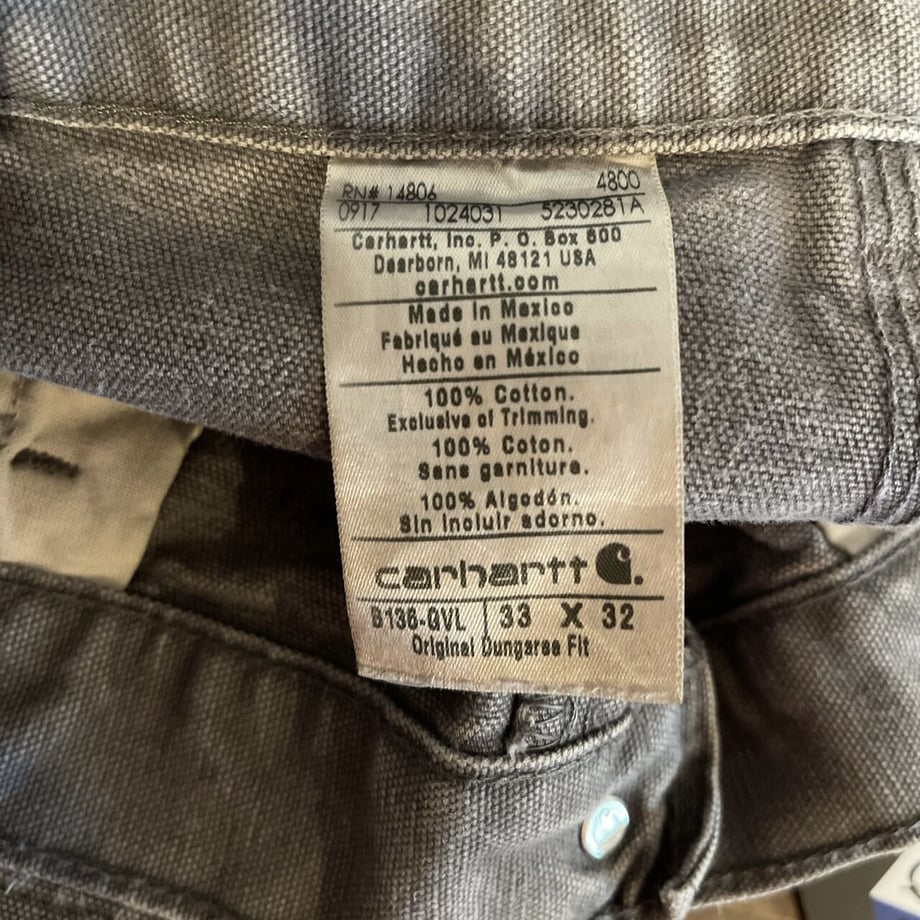 RN# 14806 4800
0917 1024031 5230281A
Carhartt, Inc. P. O. Box 600
Dearborn, MI 48121 USA
carhartt.com
Made in Mexico
Fabriqué au Mexique
Hecho en México
100% Cotton.
Exclusive of Trimming.
100% Coton.
Sans garniture.
100% Algodón.
Sin incluir adorno.
carhartt
B136-GVL 33 X 32
Original Dungaree Fit